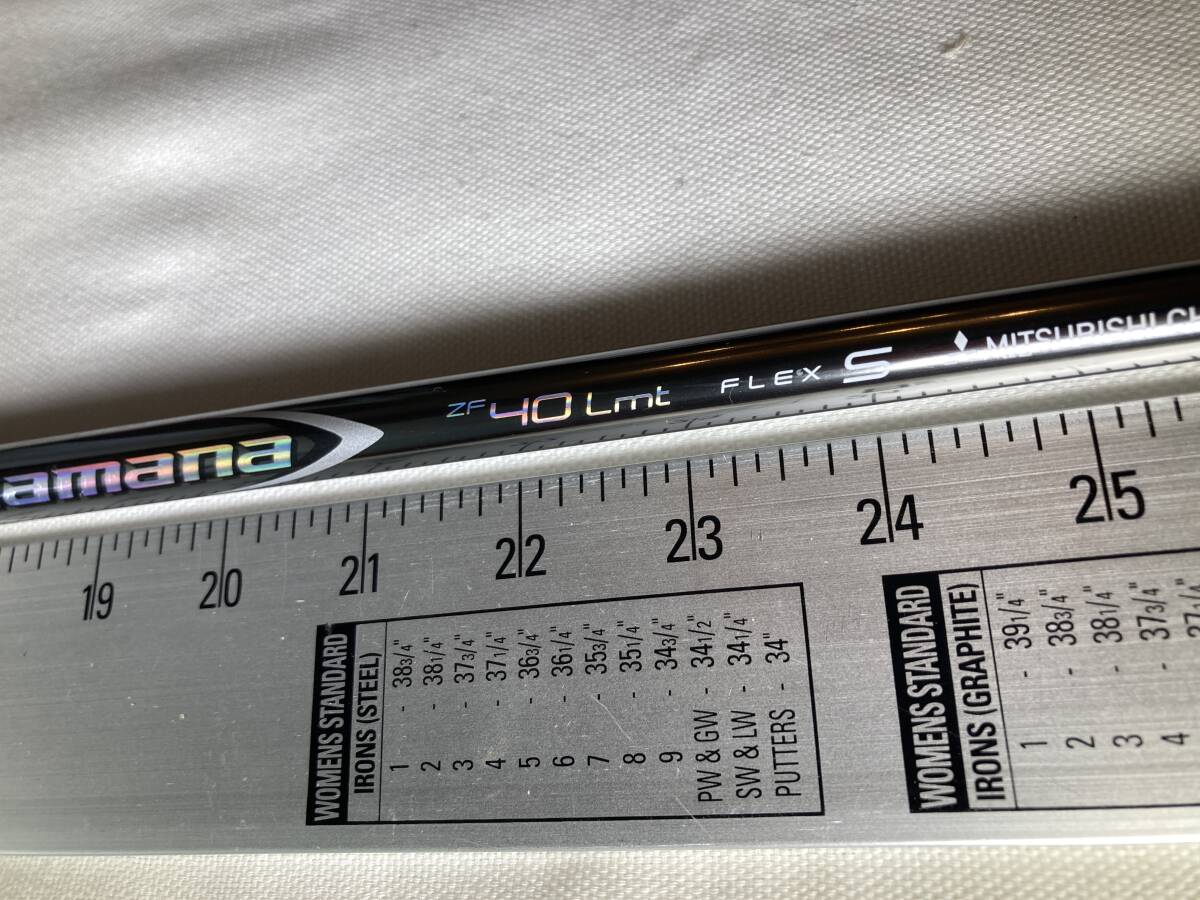 amana
ZF 40 Lmt FLEX S
MITSUBISHI CH
19 20 21 22 23 24 25
WOMENS STANDARD
IRONS (STEEL)
1 - 38 3/4"
2 - 38 1/4"
3 - 37 3/4"
4 - 37 1/4"
5 - 36 3/4"
6 - 36 1/4"
7 - 35 3/4"
8 - 35 1/4"
9 - 34 3/4"
PW & GW - 34 1/2"
SW & LW - 34 1/4"
PUTTERS - 34"
WOMENS STANDARD
IRONS (GRAPHITE)
1 - 39 1/4"
2 - 38 3/4"
3 - 38 1/4"
4 - 37 3/4"